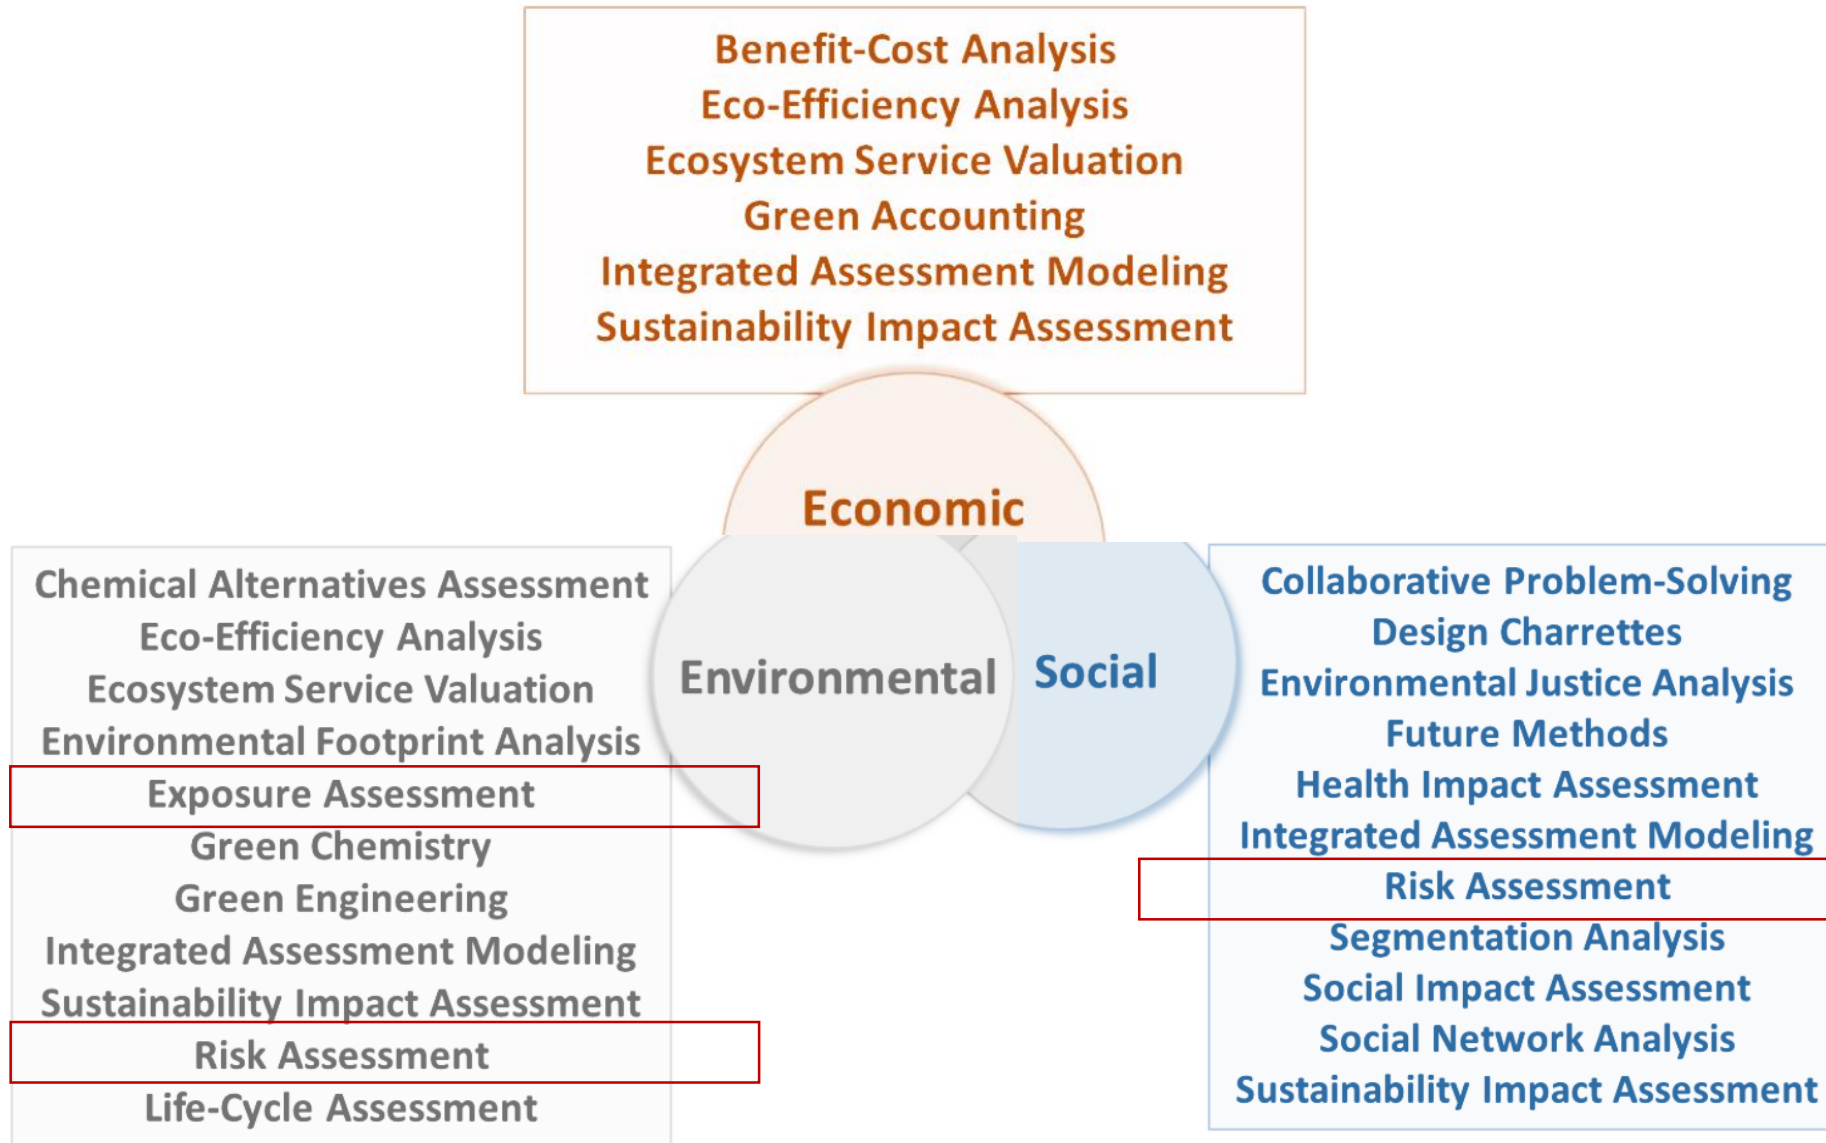 Benefit-Cost Analysis
Eco-Efficiency Analysis
Ecosystem Service Valuation
Green Accounting
Integrated Assessment Modeling
Sustainability Impact Assessment
Economic
Environmental
Social
Chemical Alternatives Assessment
Eco-Efficiency Analysis
Ecosystem Service Valuation
Environmental Footprint Analysis
Exposure Assessment
Green Chemistry
Green Engineering
Integrated Assessment Modeling
Sustainability Impact Assessment
Risk Assessment
Life-Cycle Assessment
Collaborative Problem-Solving
Design Charrettes
Environmental Justice Analysis
Future Methods
Health Impact Assessment
Integrated Assessment Modeling
Risk Assessment
Segmentation Analysis
Social Impact Assessment
Social Network Analysis
Sustainability Impact Assessment